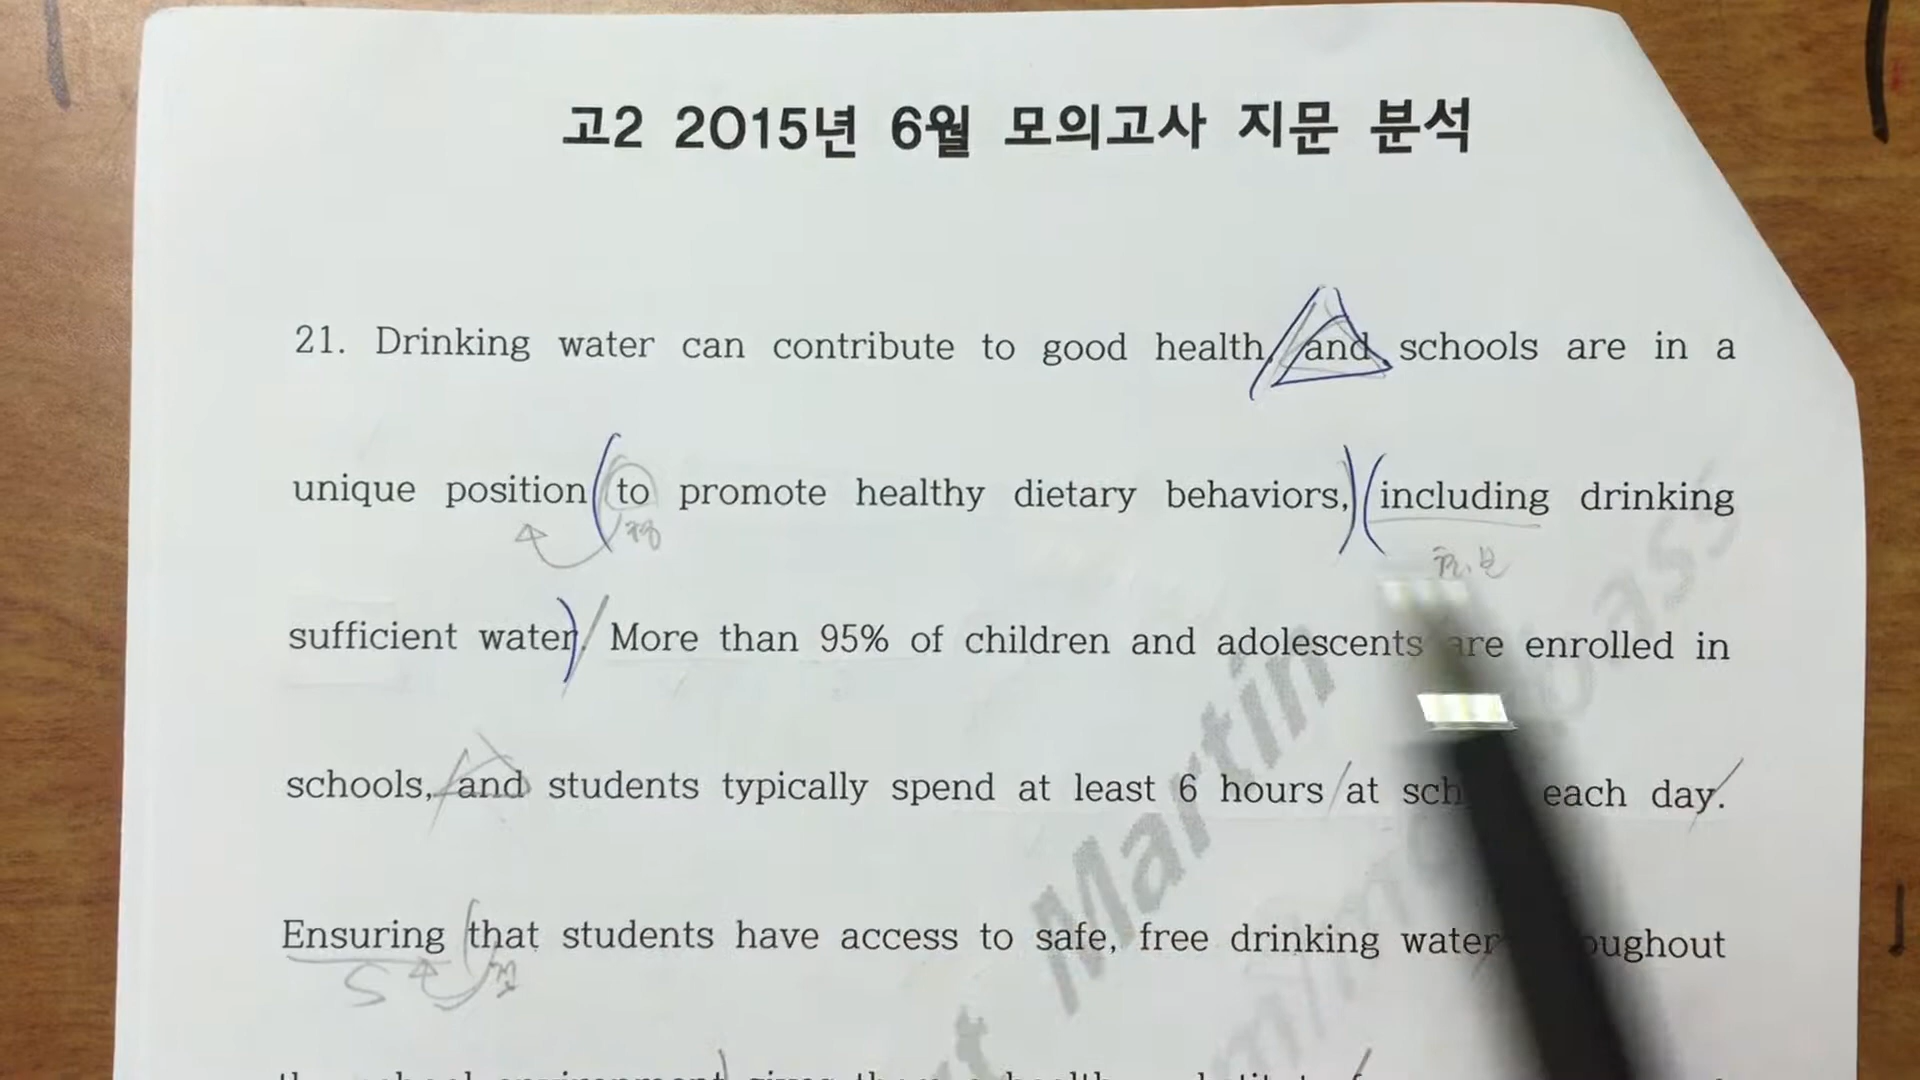 고2 2015년 6월 모의고사 지문 분석
21. Drinking water can contribute to good health, and schools are in a
unique position to promote healthy dietary behaviors, including drinking
sufficient water. More than 95% of children and adolescents are enrolled in
schools, and students typically spend at least 6 hours at each day.
Ensuring that students have access to safe, free drinking water
S
Martin